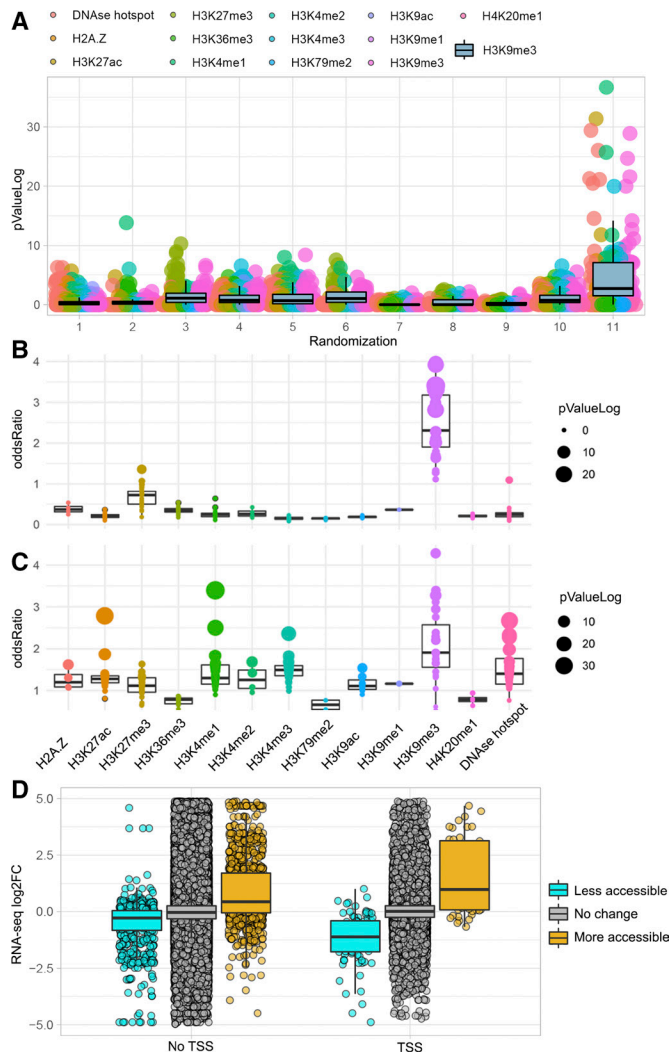 A
DNAse hotspot H3K27me3 H3K4me2 H3K9ac H4K20me1
H2A.Z H3K36me3 H3K4me3 H3K9me1 H3K9me3
H3K27ac H3K4me1 H3K79me2 H3K9me3
pValueLog
30
20
10
0
1 2 3 4 5 6 7 8 9 10 11
Randomization
B
oddsRatio
4
3
2
1
0
pValueLog
0
10
20
C
oddsRatio
4
3
2
1
pValueLog
10
20
30
H2A.Z H3K27ac H3K27me3 H3K36me3 H3K4me1 H3K4me2 H3K4me3 H3K79me2 H3K9ac H3K9me1 H3K9me3 H4K20me1 DNAse hotspot
D
RNA-seq log2FC
5.0
2.5
0.0
−2.5
−5.0
No TSS TSS
Less accessible
No change
More accessible